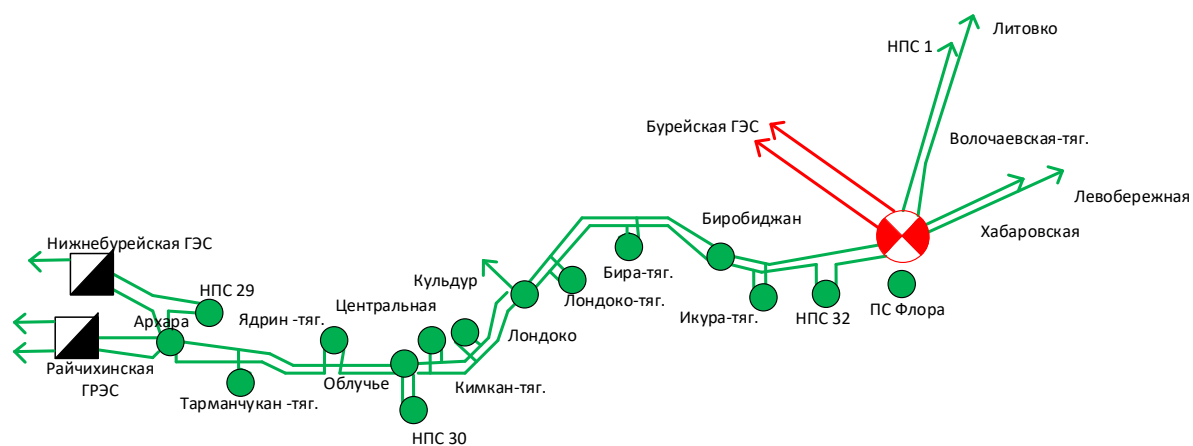 Литовко
НПС 1
Бурейская ГЭС
Волочаевская-тяг.
Левобережная
Хабаровская
Биробиджан
Нижнебурейская ГЭС
Бира-тяг.
Кульдур
НПС 29
Центральная
Лондоко-тяг.
Икура-тяг.
НПС 32
ПС Флора
Архара
Ядрин -тяг.
Лондоко
Райчихинская
ГРЭС
Облучье
Кимкан-тяг.
Тарманчукан -тяг.
НПС 30